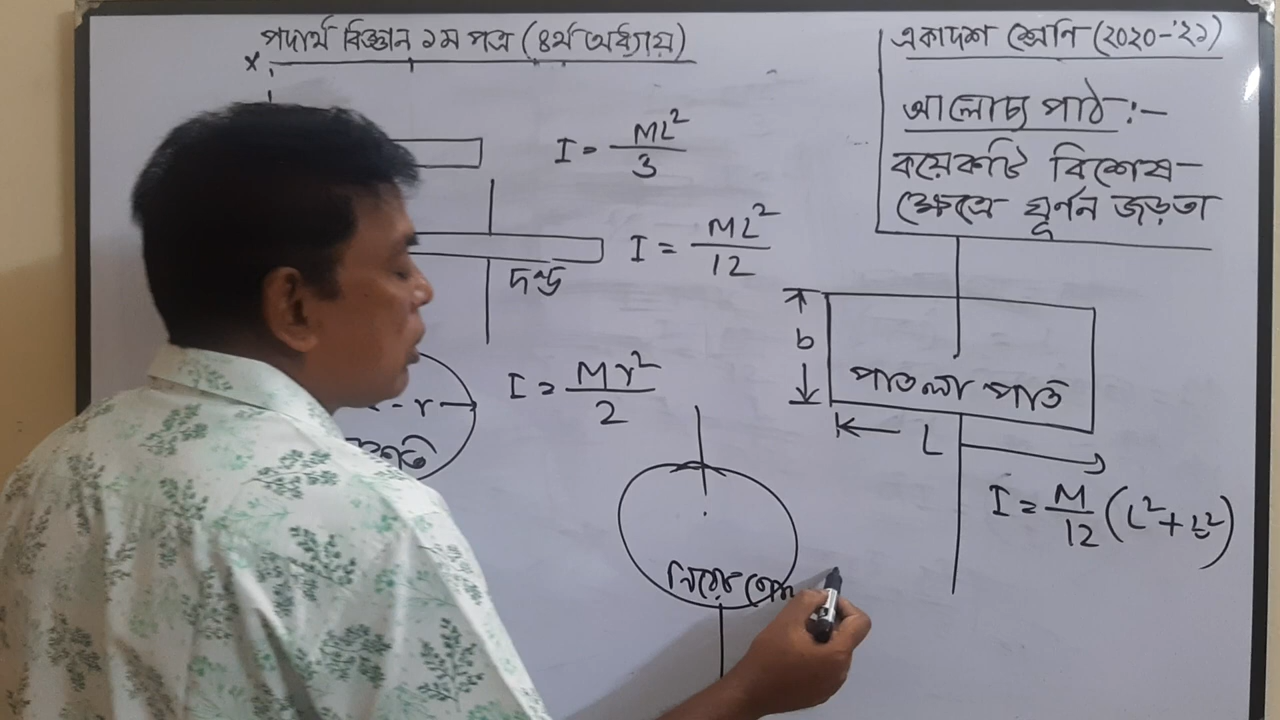 পদার্থ বিজ্ঞান ১ম পত্র (৪র্থ অধ্যায়)
x
I = ML²/3
I = ML²/12
দণ্ড
r
I = Mr²/2
নিরেট
একাদশ শ্রেণি (২০২০-'২১)
আলোচ্য পাঠ :-
কয়েকটি বিশেষ
ক্ষেত্রে ঘূর্ণন জড়তা
b
পাতলা পাত
L
I = M/12 (L²+b²)